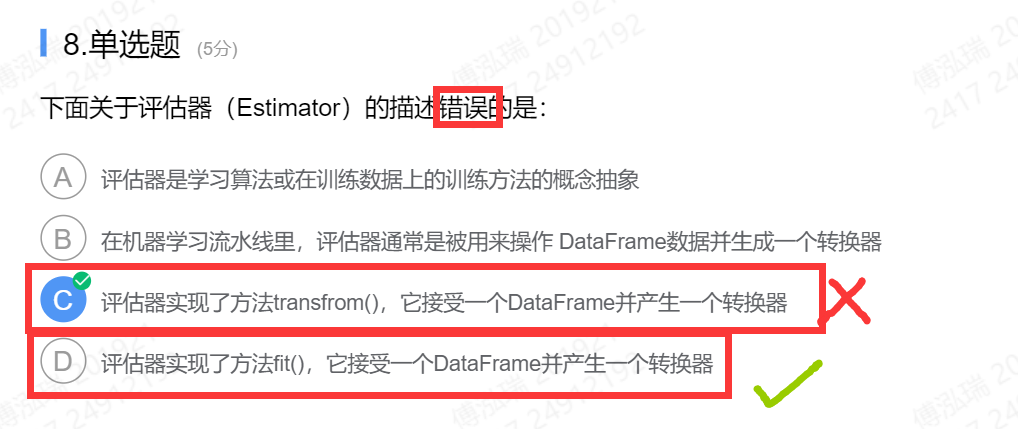 8.单选题 (5分)
下面关于评估器（Estimator）的描述错误的是：
A 评估器是学习算法或在训练数据上的训练方法的概念抽象
B 在机器学习流水线里，评估器通常是被用来操作 DataFrame数据并生成一个转换器
C 评估器实现了方法transfrom()，它接受一个DataFrame并产生一个转换器
D 评估器实现了方法fit()，它接受一个DataFrame并产生一个转换器
傅泓瑞 20192192
2417 24912192